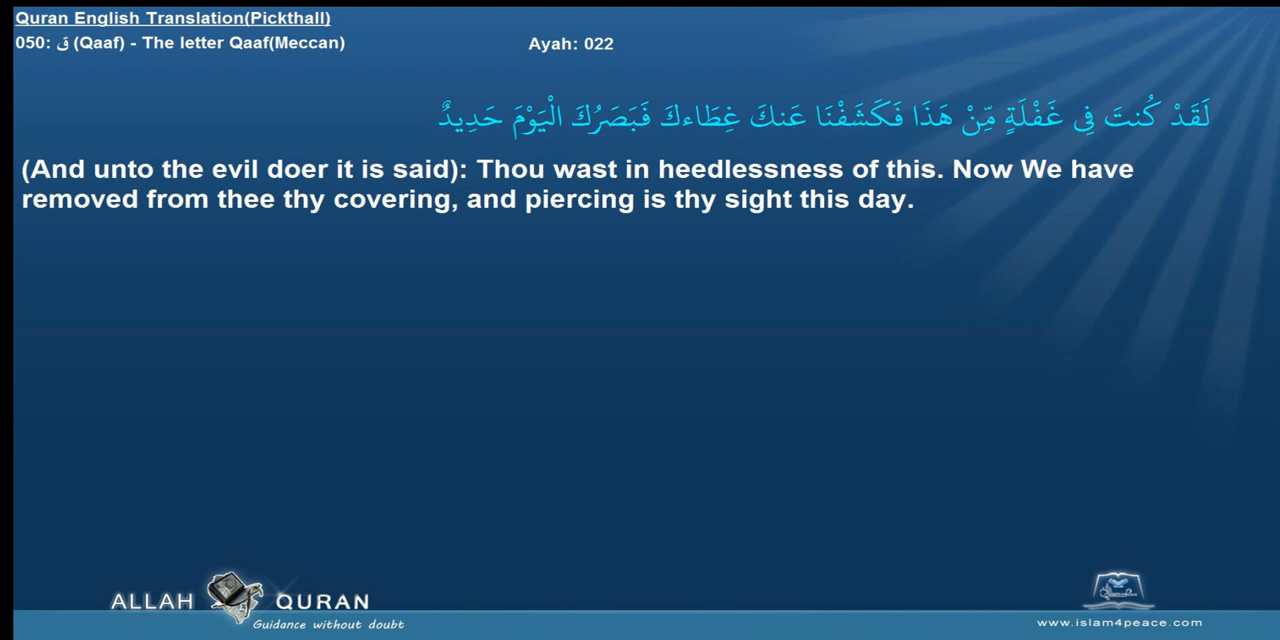 Quran English Translation(Pickthall)
050: ق (Qaaf) - The letter Qaaf(Meccan)
Ayah: 022
لَقَدْ كُنتَ فِي غَفْلَةٍ مِّنْ هَذَا فَكَشَفْنَا عَنكَ غِطَاءكَ فَبَصَرُكَ الْيَوْمَ حَدِيدٌ
(And unto the evil doer it is said): Thou wast in heedlessness of this. Now We have
removed from thee thy covering, and piercing is thy sight this day.
ALLAH QURAN
Guidance without doubt
www.islam4peace.com